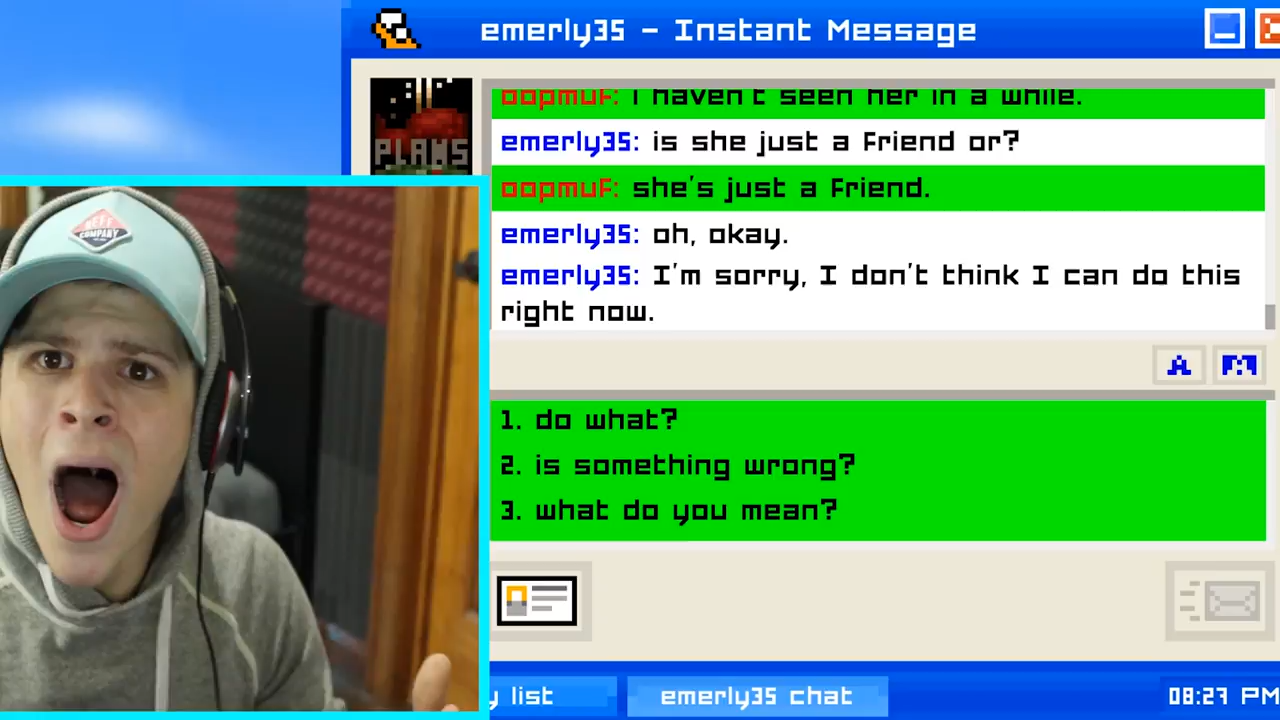 emerly35 - Instant Message
oopmuF: I haven't seen her in a while.
PLANS
emerly35: is she just a Friend or?
oopmuF: she's just a Friend.
emerly35: oh, okay.
emerly35: I'm sorry, I don't think I can do this
right now.
A
1. do what?
2. is something wrong?
3. what do you mean?
NEFF
COMPANY
y list
emerly35 chat
08:27 PM